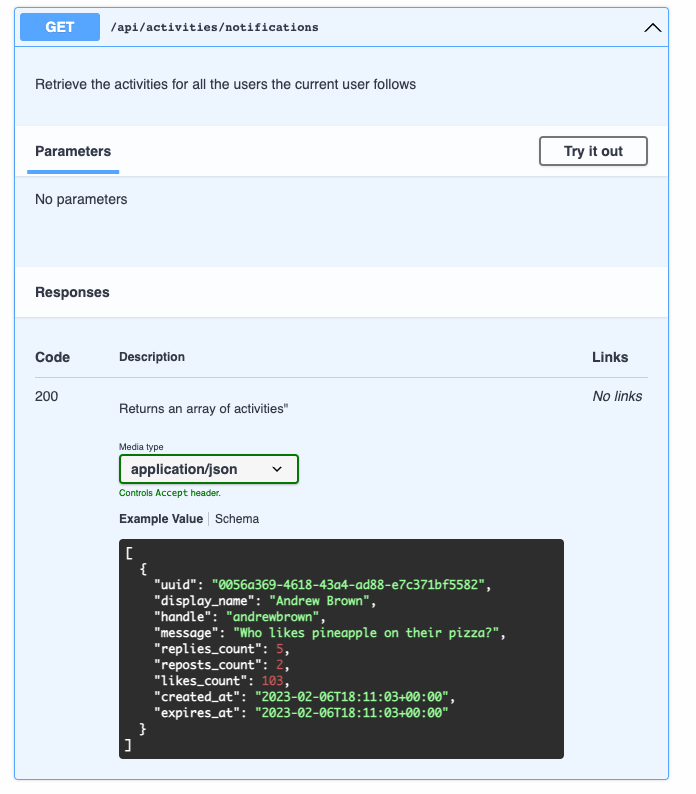 GET /api/activities/notifications
Retrieve the activities for all the users the current user follows
Parameters
Try it out
No parameters
Responses
Code Description Links
200 No links
Returns an array of activities"
Media type
application/json
Controls Accept header.
Example Value Schema
[
  {
    "uuid": "0056a369-4618-43a4-ad88-e7c371bf5582",
    "display_name": "Andrew Brown",
    "handle": "andrewbrown",
    "message": "Who likes pineapple on their pizza?",
    "replies_count": 5,
    "reposts_count": 2,
    "likes_count": 103,
    "created_at": "2023-02-06T18:11:03+00:00",
    "expires_at": "2023-02-06T18:11:03+00:00"
  }
]